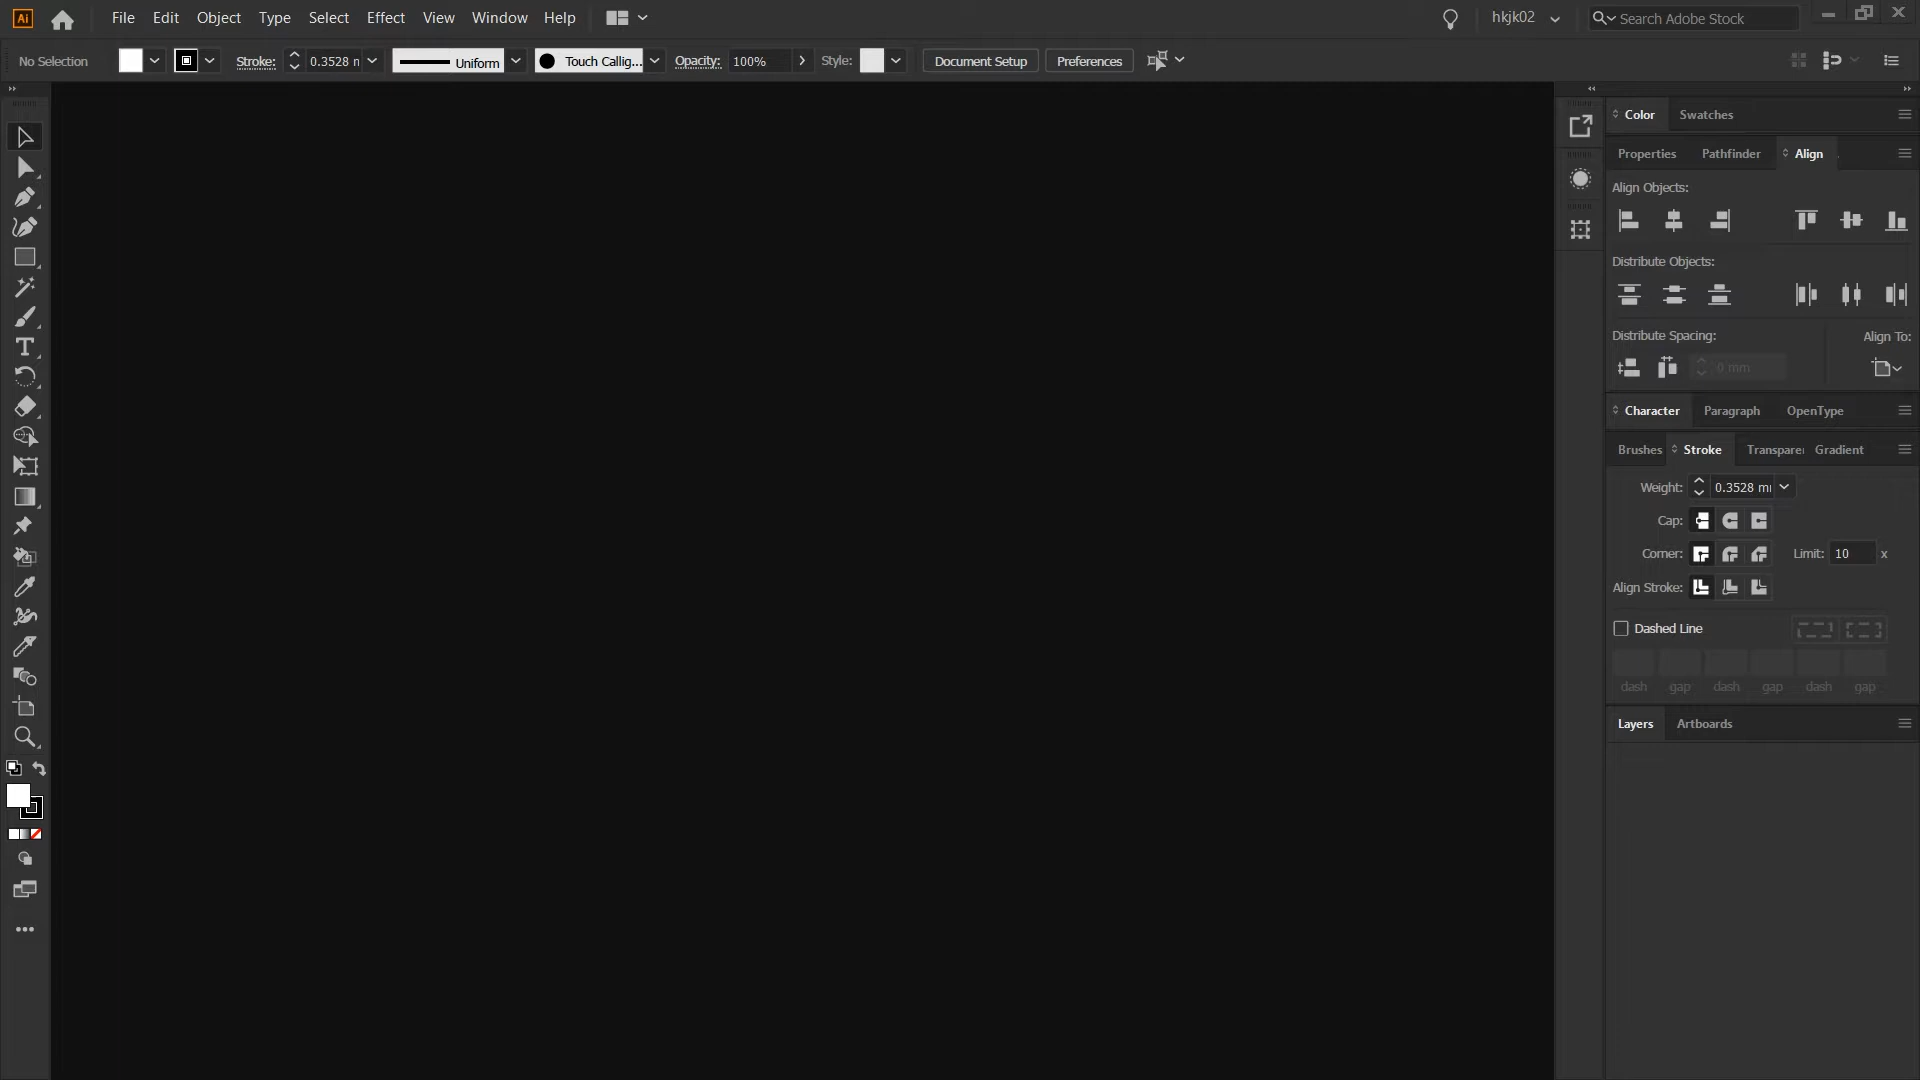 Ai File Edit Object Type Select Effect View Window Help hkjk02 Search Adobe Stock
No Selection Stroke: 0.3528 Uniform Touch Callig... Opacity: 100% Style: Document Setup Preferences
Color Swatches
Properties Pathfinder Align
Align Objects:
Distribute Objects:
Distribute Spacing: Align To:
0 mm
Character Paragraph OpenType
Brushes Stroke Transparen Gradient
Weight: 0.3528 mm
Cap:
Corner: Limit: 10 x
Align Stroke:
Dashed Line
dash gap dash gap dash gap
Layers Artboards